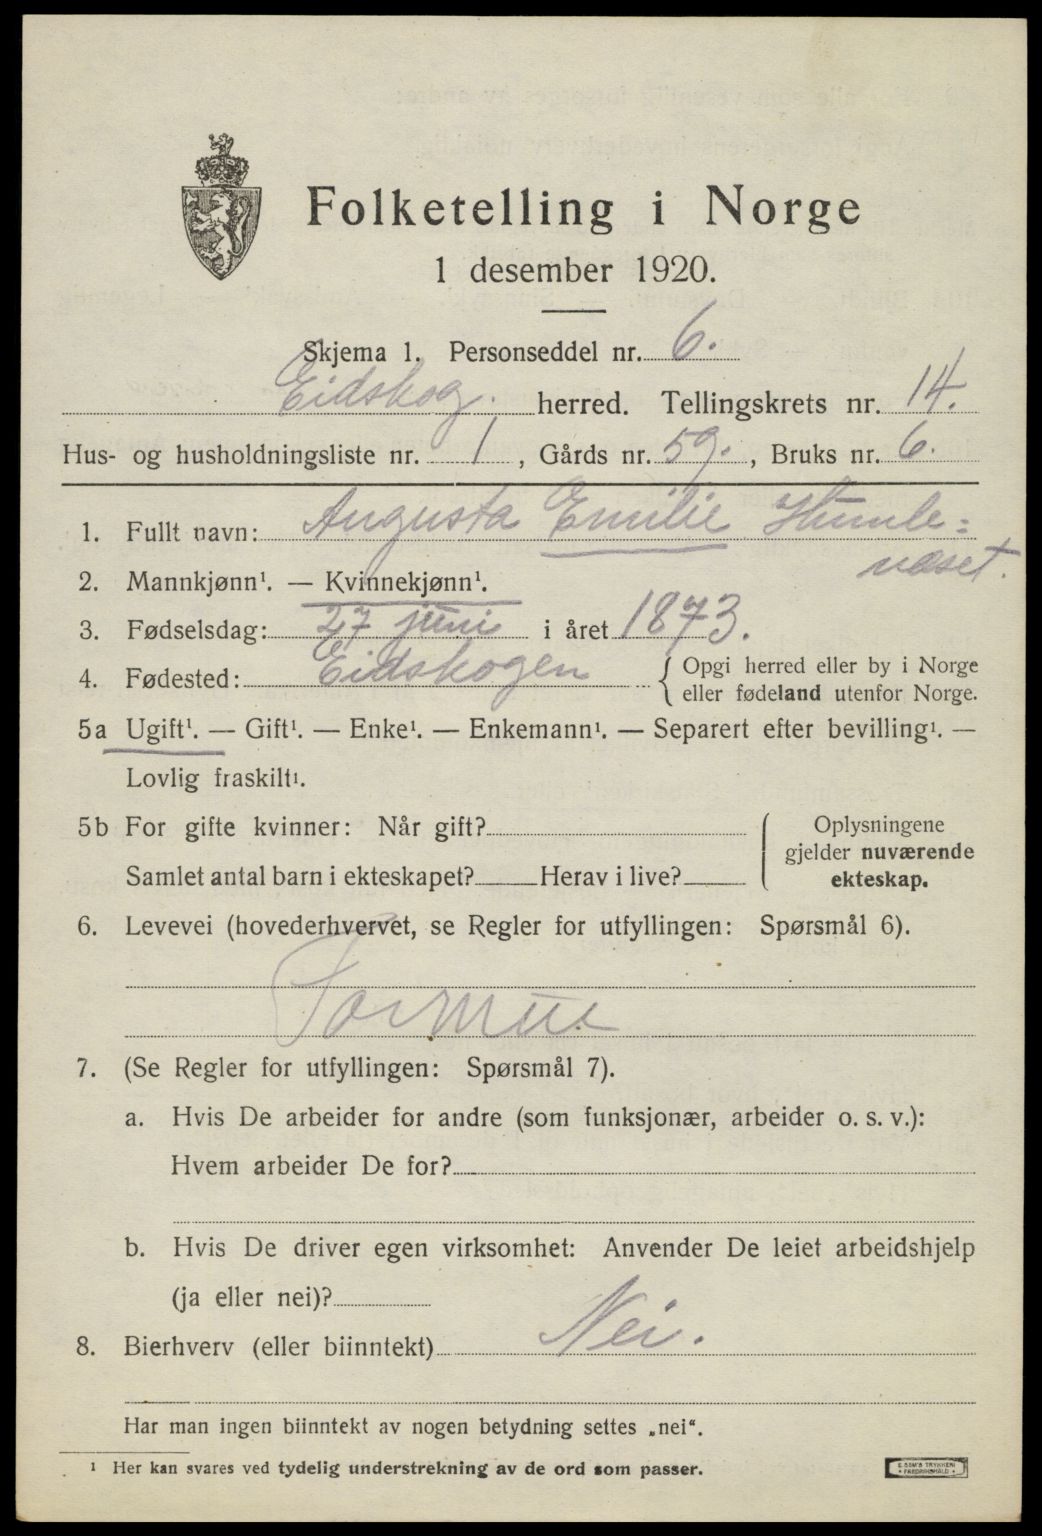 Folketelling i Norge
1 desember 1920.
Skjema 1. Personseddel nr. 6.
Eidskog. herred. Tellingskrets nr. 14.
Hus- og husholdningsliste nr. 1, Gårds nr. 59., Bruks nr. 6.
1. Fullt navn: Augusta Emilie Humle=
væset.
2. Mannkjønn¹. — Kvinnekjønn¹.
3. Fødselsdag: 27 juni i året 1873.
4. Fødested: Eidskogen { Opgi herred eller by i Norge
eller fødeland utenfor Norge.
5a Ugift¹. — Gift¹. — Enke¹. — Enkemann¹. — Separert efter bevilling¹. —
Lovlig fraskilt¹.
5b For gifte kvinner: Når gift?
Samlet antal barn i ekteskapet? Herav i live?
Oplysningene
gjelder nuværende
ekteskap.
6. Levevei (hovederhvervet, se Regler for utfyllingen: Spørsmål 6).
7. (Se Regler for utfyllingen: Spørsmål 7).
a. Hvis De arbeider for andre (som funksjonær, arbeider o. s. v.):
Hvem arbeider De for?
b. Hvis De driver egen virksomhet: Anvender De leiet arbeidshjelp
(ja eller nei)?
8. Bierhverv (eller biinntekt) Nei.
Har man ingen biinntekt av nogen betydning settes „nei“.
¹ Her kan svares ved tydelig understrekning av de ord som passer.